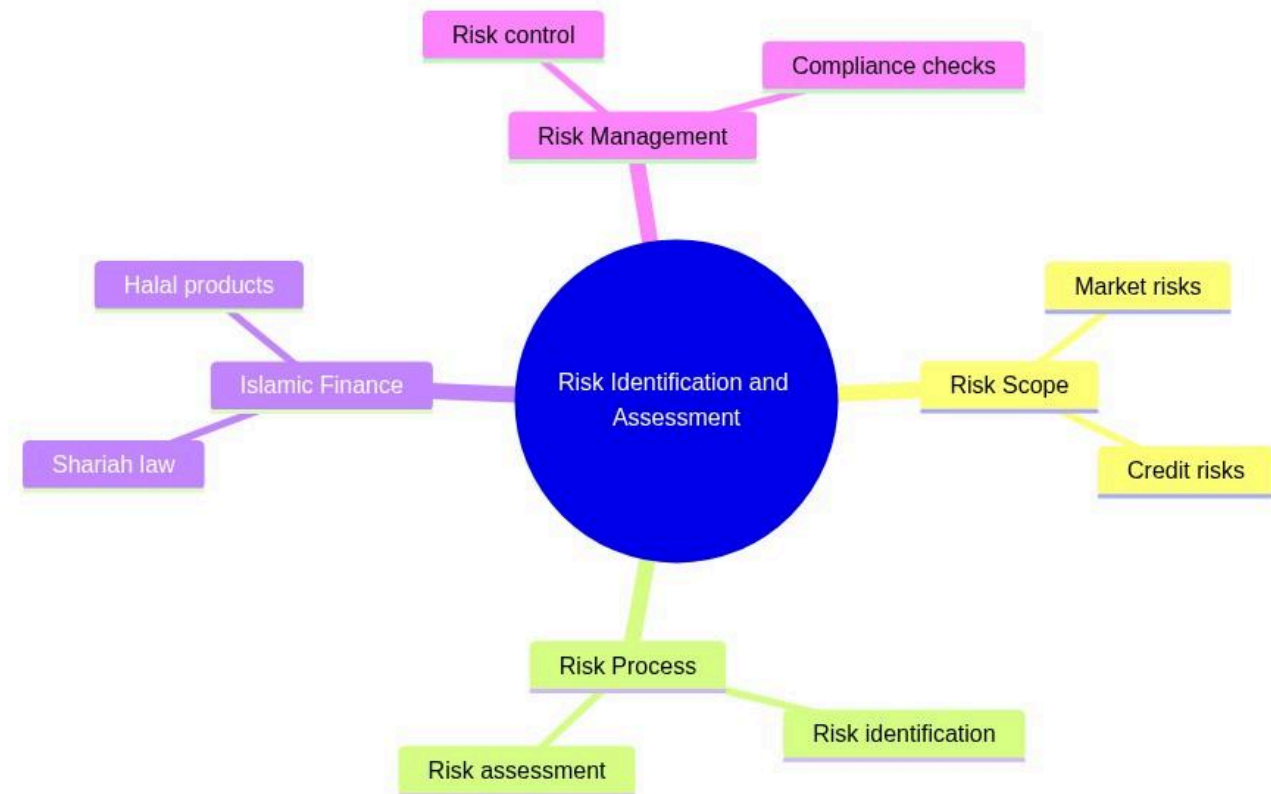 Risk control
Compliance checks
Risk Management
Halal products
Market risks
Islamic Finance
Risk Identification and
Assessment
Risk Scope
Shariah law
Credit risks
Risk Process
Risk identification
Risk assessment